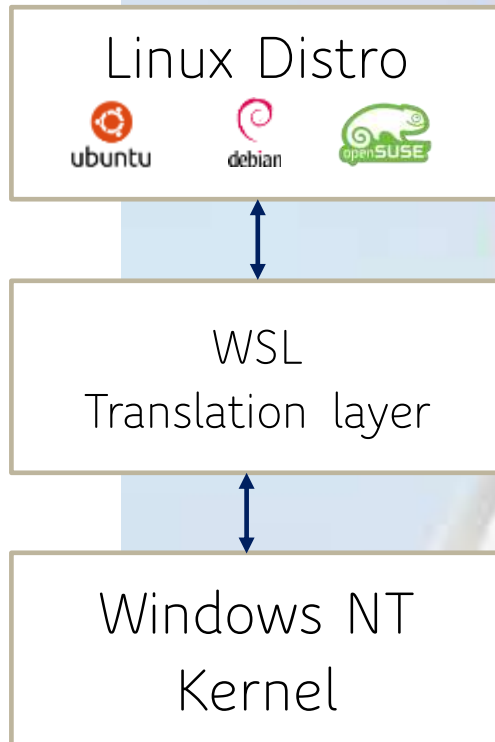 Linux Distro
ubuntu
debian
openSUSE
WSL
Translation layer
Windows NT
Kernel